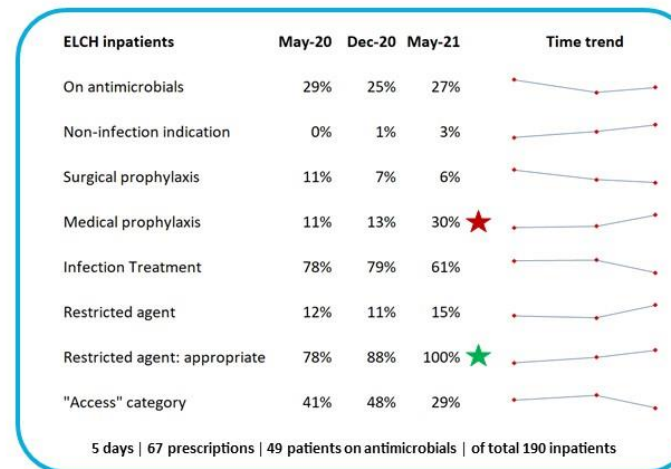 ELCH inpatients May-20 Dec-20 May-21 Time trend
On antimicrobials 29% 25% 27%
Non-infection indication 0% 1% 3%
Surgical prophylaxis 11% 7% 6%
Medical prophylaxis 11% 13% 30%
Infection Treatment 78% 79% 61%
Restricted agent 12% 11% 15%
Restricted agent: appropriate 78% 88% 100%
"Access" category 41% 48% 29%
5 days | 67 prescriptions | 49 patients on antimicrobials | of total 190 inpatients